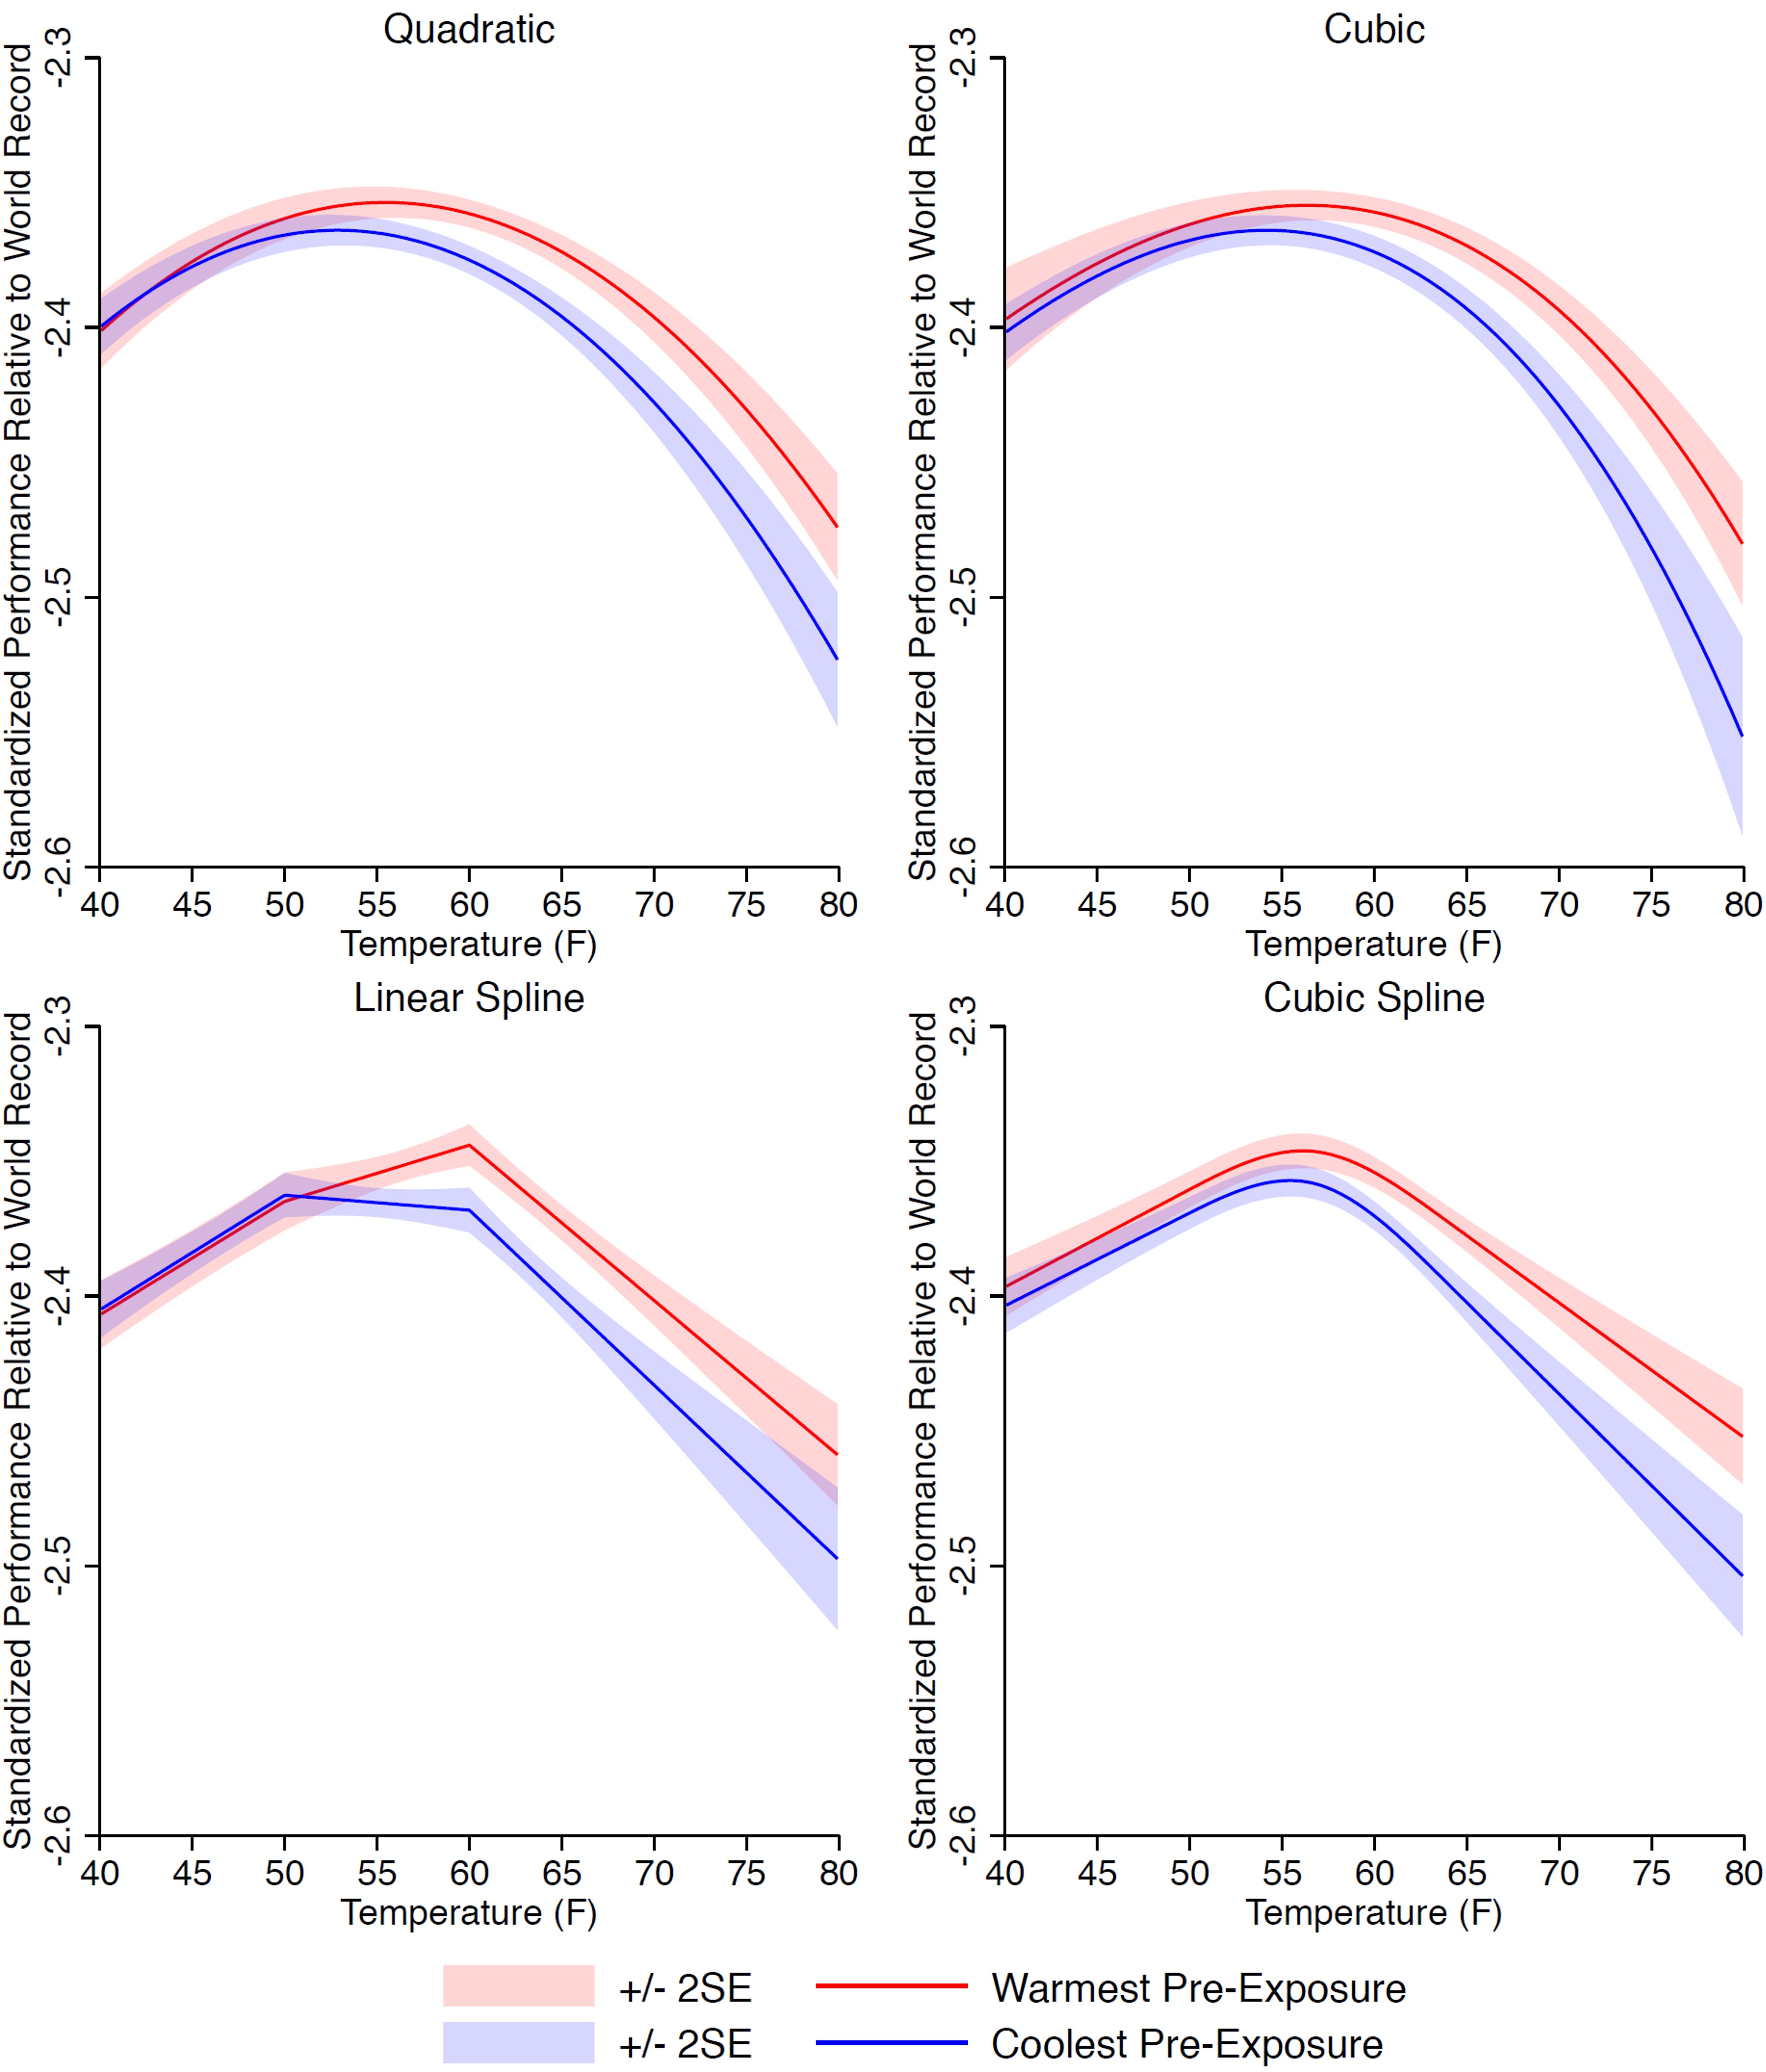 Quadratic
Standardized Performance Relative to World Record
-2.3
-2.4
-2.5
-2.6
40 45 50 55 60 65 70 75 80
Temperature (F)
Cubic
Standardized Performance Relative to World Record
-2.3
-2.4
-2.5
-2.6
40 45 50 55 60 65 70 75 80
Temperature (F)
Linear Spline
Standardized Performance Relative to World Record
-2.3
-2.4
-2.5
-2.6
40 45 50 55 60 65 70 75 80
Temperature (F)
Cubic Spline
Standardized Performance Relative to World Record
-2.3
-2.4
-2.5
-2.6
40 45 50 55 60 65 70 75 80
Temperature (F)
+/- 2SE Warmest Pre-Exposure
+/- 2SE Coolest Pre-Exposure